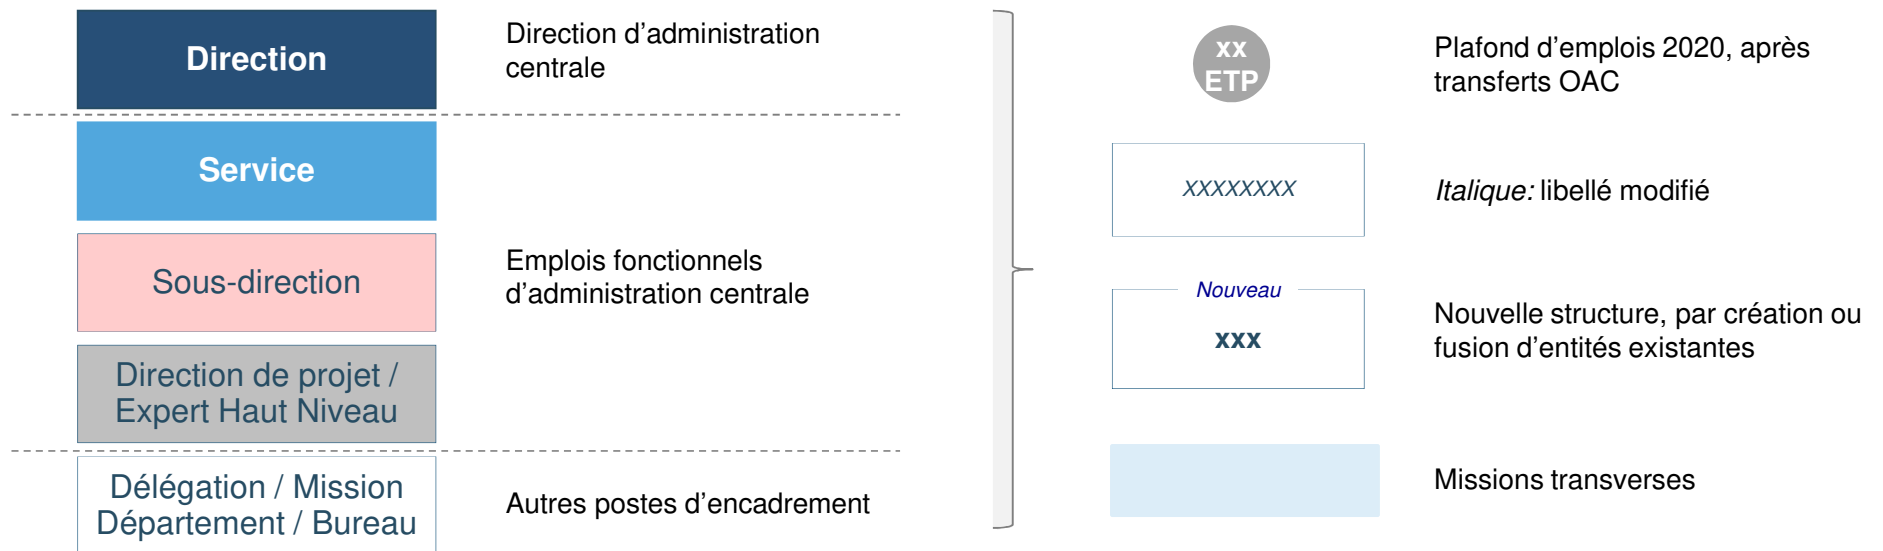 Direction
Direction d’administration
centrale
Service
Sous-direction
Emplois fonctionnels
d’administration centrale
Direction de projet /
Expert Haut Niveau
Délégation / Mission
Département / Bureau
Autres postes d’encadrement
xx
ETP
Plafond d’emplois 2020, après
transferts OAC
XXXXXXXX
Italique: libellé modifié
Nouveau
xxx
Nouvelle structure, par création ou
fusion d’entités existantes
Missions transverses